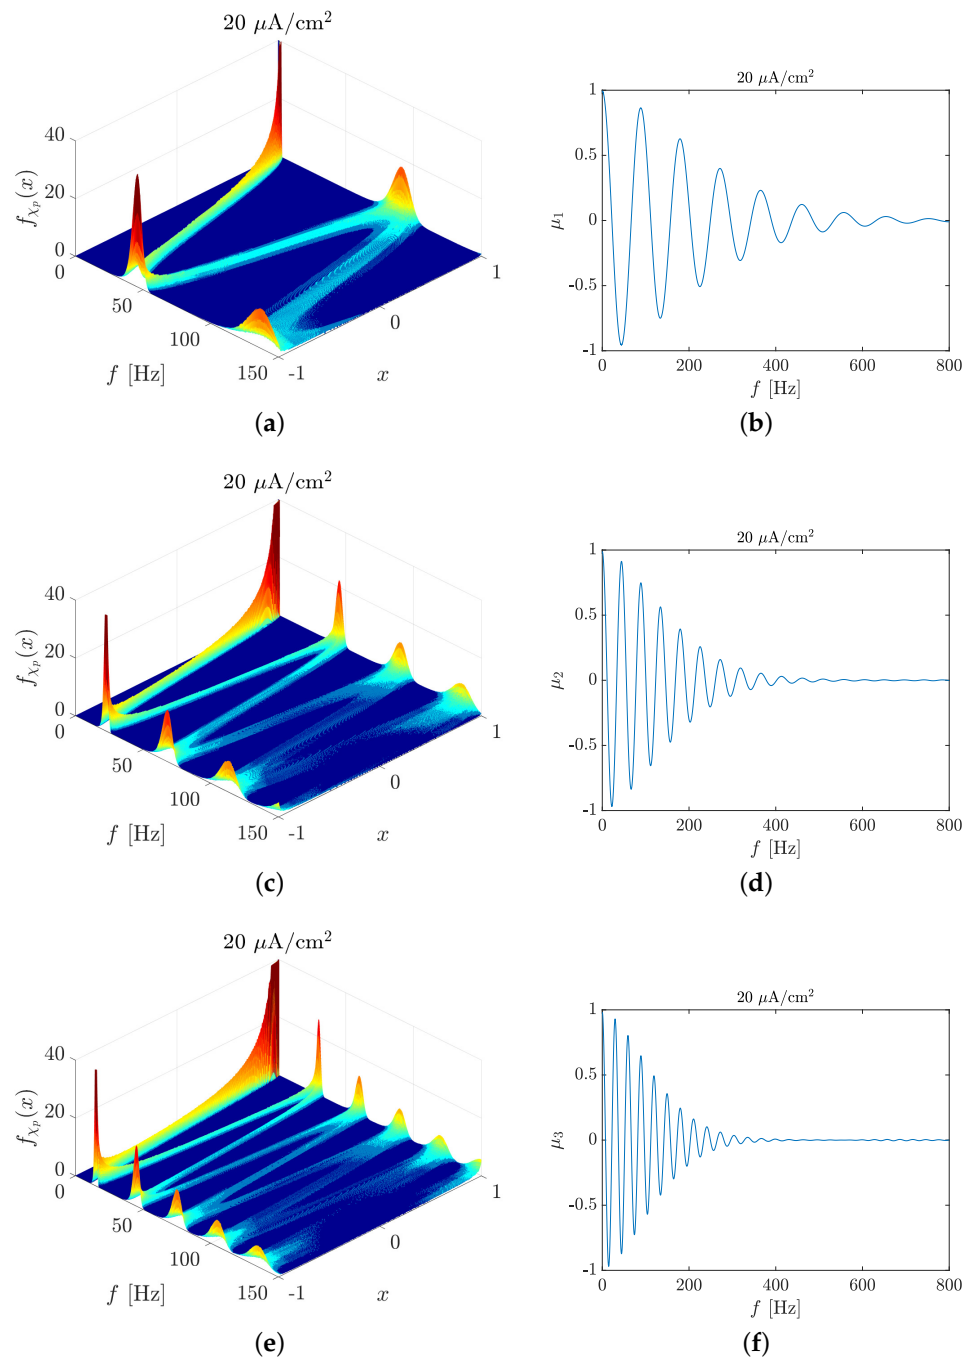 20 μA/cm²
40
20
0
f_{χ_p}(x)
0
50
100
150
f [Hz]
-1
0
1
x
(a)
20 μA/cm²
1
0.5
0
-0.5
-1
μ₁
0
200
400
600
800
f [Hz]
(b)
20 μA/cm²
40
20
0
f_{χ_p}(x)
0
50
100
150
f [Hz]
-1
0
1
x
(c)
20 μA/cm²
1
0.5
0
-0.5
-1
μ₂
0
200
400
600
800
f [Hz]
(d)
20 μA/cm²
40
20
0
f_{χ_p}(x)
0
50
100
150
f [Hz]
-1
0
1
x
(e)
20 μA/cm²
1
0.5
0
-0.5
-1
μ₃
0
200
400
600
800
f [Hz]
(f)